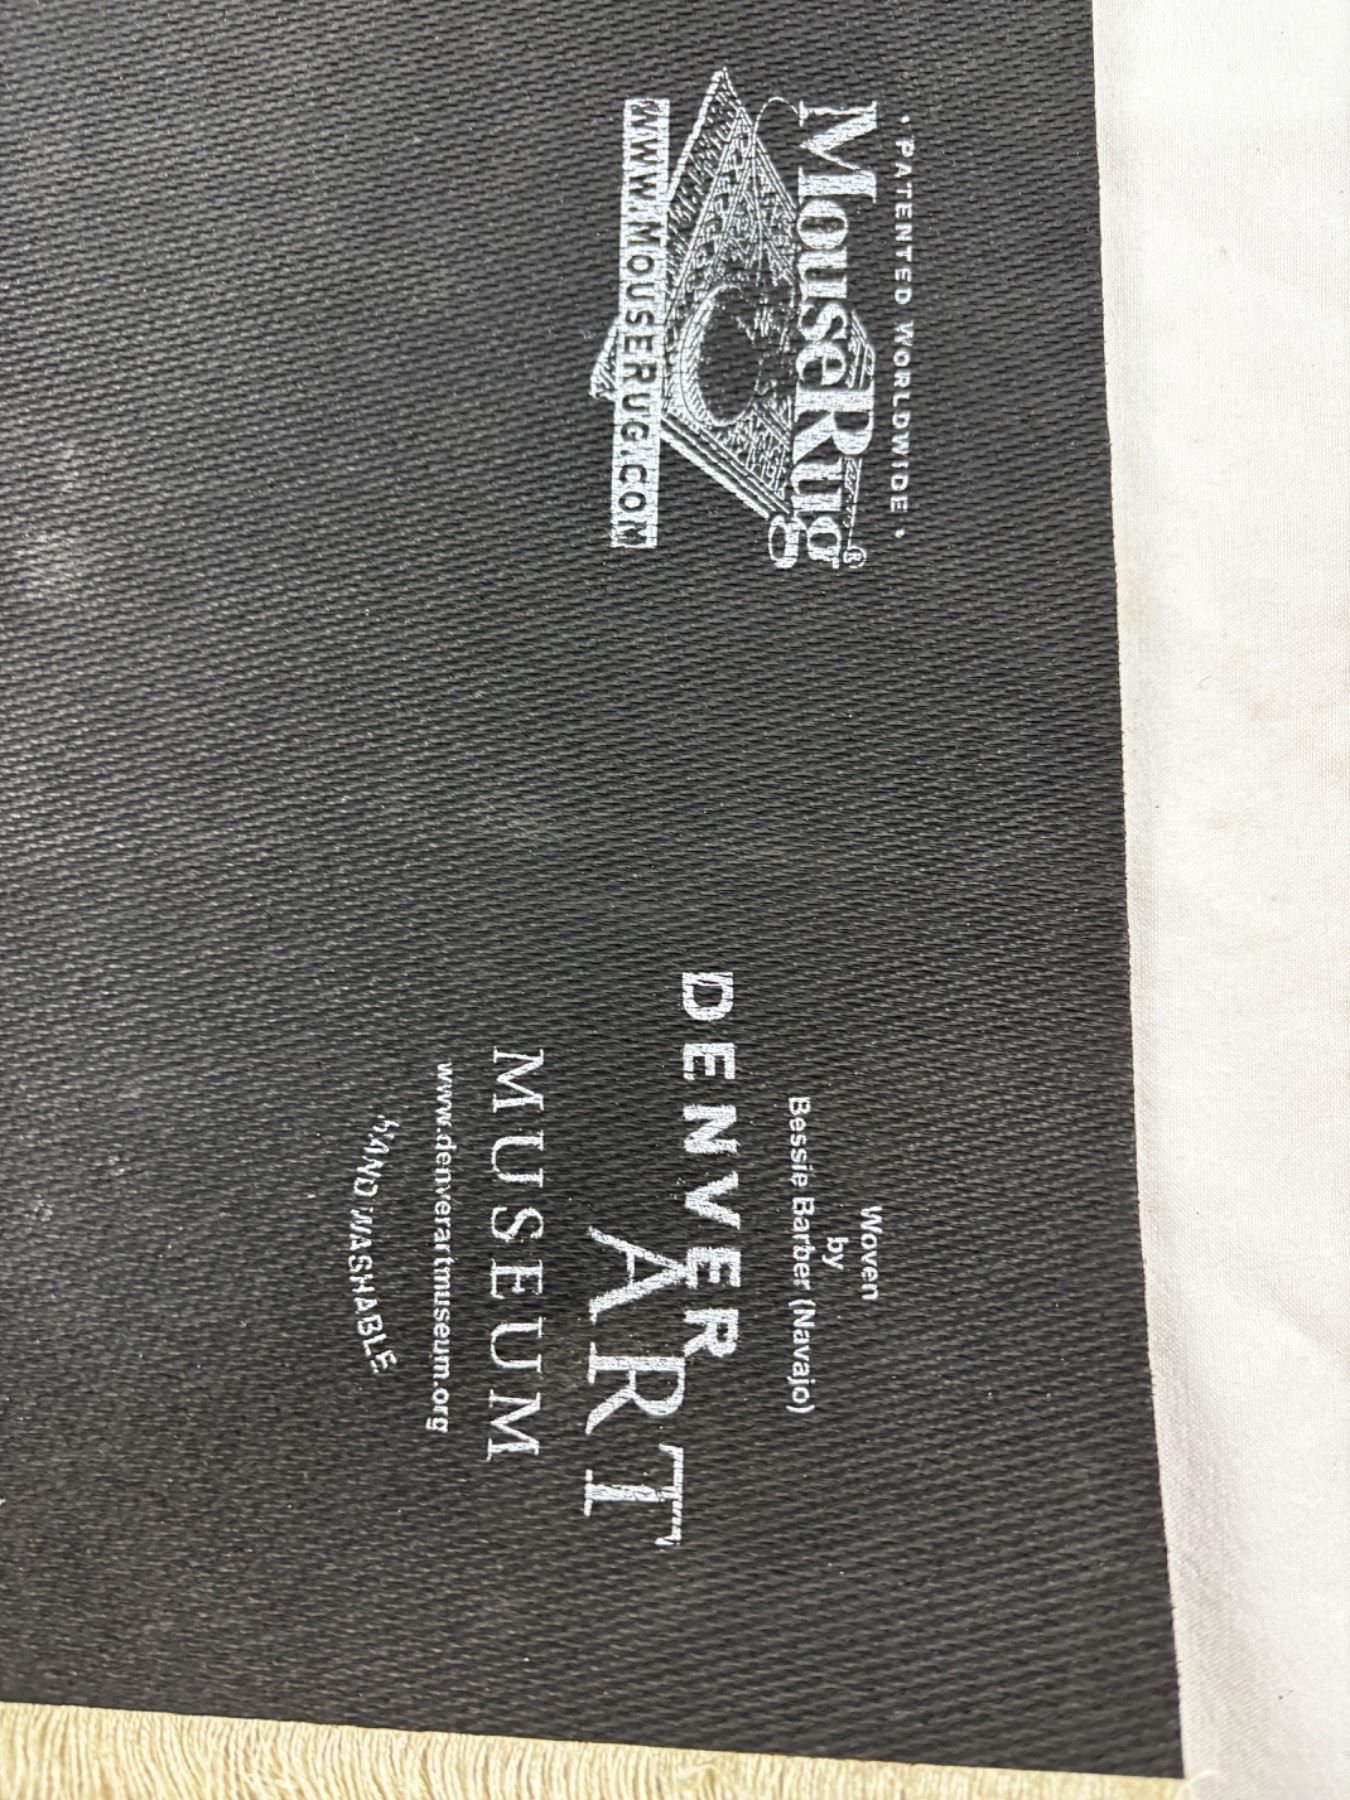 • PATENTED WORLDWIDE •
MouseRug®
WWW.MOUSERUG.COM
Woven
by
Bessie Barber (Navajo)
DENVER
ART
MUSEUM
www.denverartmuseum.org
HAND WASHABLE